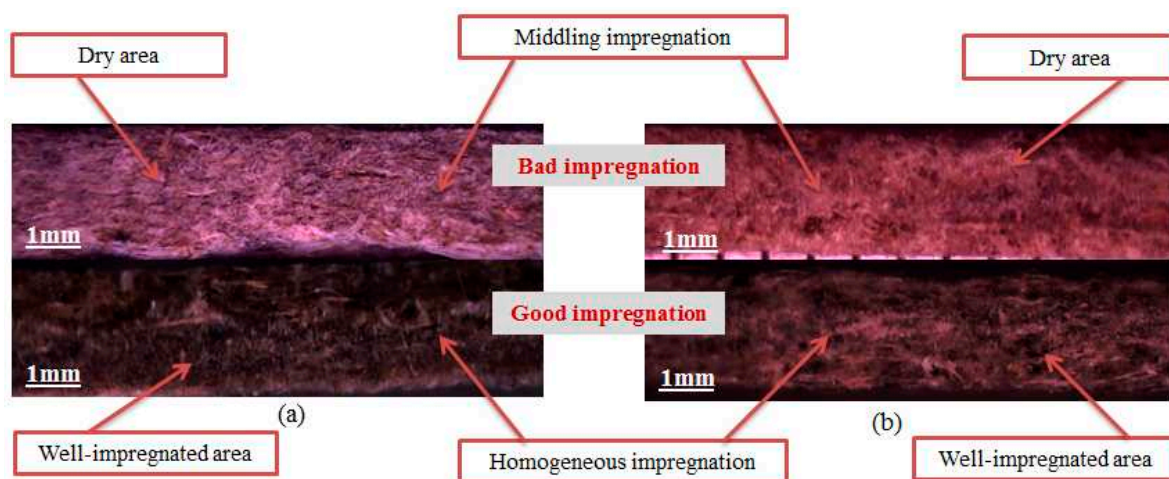 Middling impregnation
Dry area
Dry area
Bad impregnation
1mm
1mm
Good impregnation
1mm
1mm
(a)
(b)
Well-impregnated area
Homogeneous impregnation
Well-impregnated area